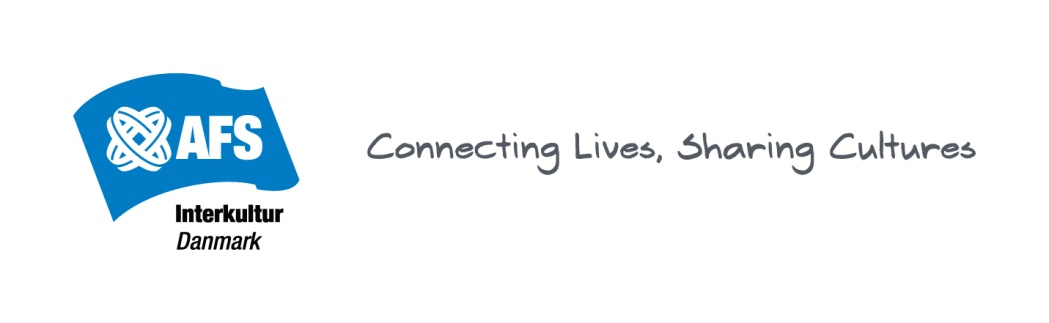 AFS
Interkultur
Danmark
Connecting Lives, Sharing Cultures